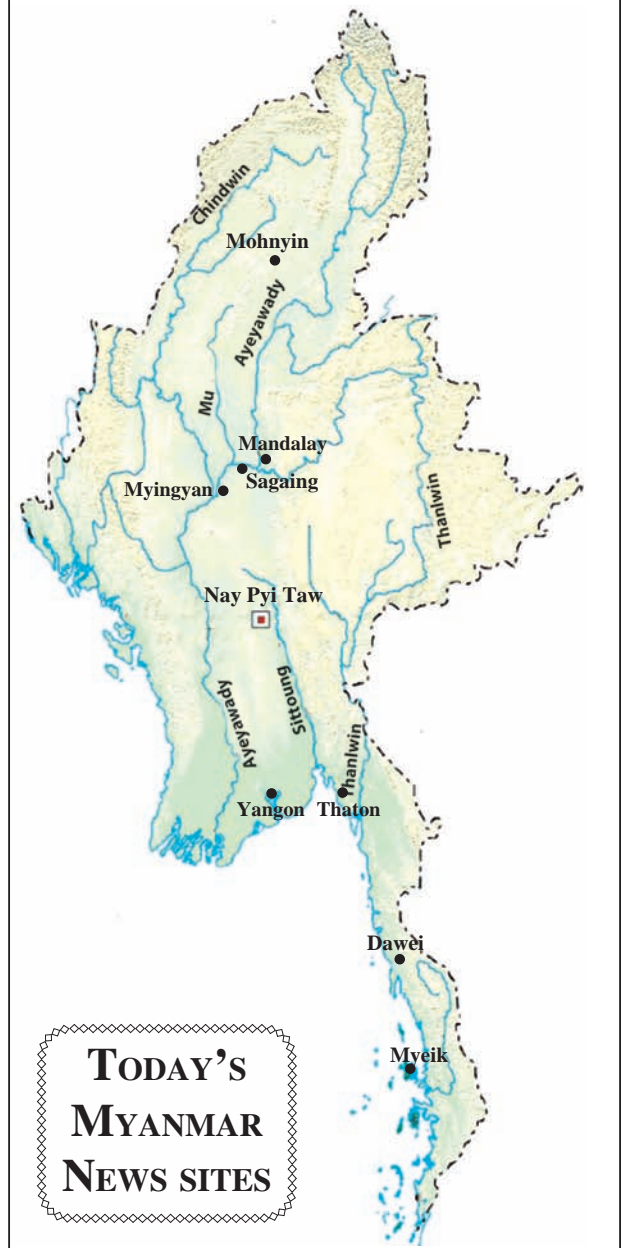 Chindwin
Mohnyin
Ayeyawady
Mu
Mandalay
Sagaing
Myingyan
Thanlwin
Nay Pyi Taw
Sittoung
Ayeyawady
Thanlwin
Yangon
Thaton
Dawei
Myeik
TODAY'S
MYANMAR
NEWS SITES